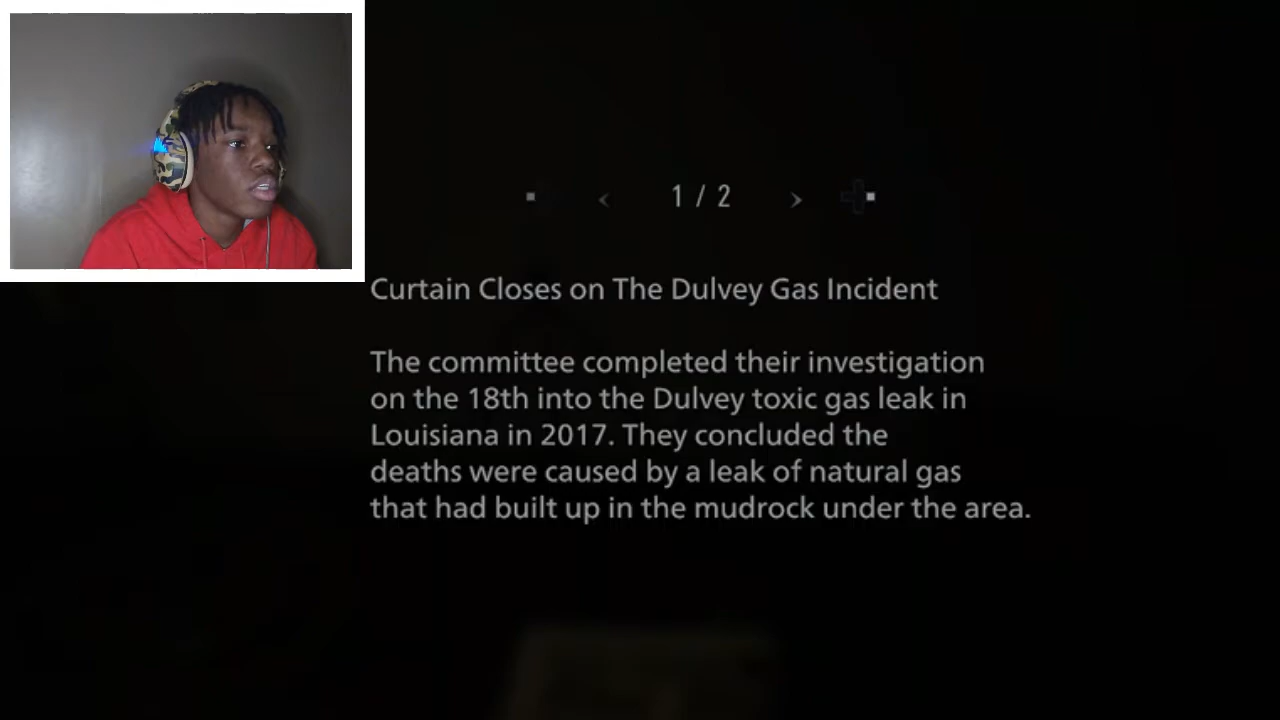 < 1 / 2 >
Curtain Closes on The Dulvey Gas Incident
The committee completed their investigation
on the 18th into the Dulvey toxic gas leak in
Louisiana in 2017. They concluded the
deaths were caused by a leak of natural gas
that had built up in the mudrock under the area.